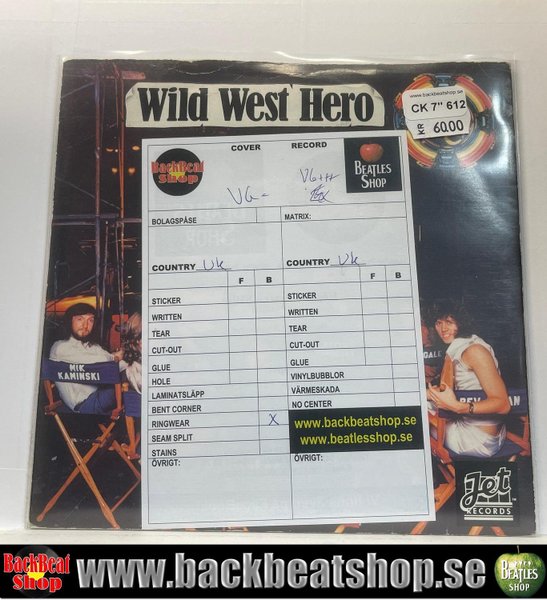 Wild West Hero
www.backbeatshop.se
CK 7" 612
KR 60.00
COVER
RECORD
BackBeat
Shop
BEATLES
SHOP
VG-
VG++
BOLAGSPÅSE
MATRIX:
COUNTRY Uk
COUNTRY Uk
F B
F B
STICKER
STICKER
WRITTEN
WRITTEN
TEAR
TEAR
CUT-OUT
CUT-OUT
GLUE
GLUE
HOLE
VINYLBUBBLOR
LAMINATSLÄPP
VÄRMESKADA
BENT CORNER
NO CENTER
RINGWEAR X
SEAM SPLIT
STAINS
ÖVRIGT:
www.backbeatshop.se
www.beatlesshop.se
ÖVRIGT:
MIK
KAMINSKI
GALE
BEV
AN
Jet
RECORDS
BackBeat
Shop
www.backbeatshop.se
BEATLES
SHOP